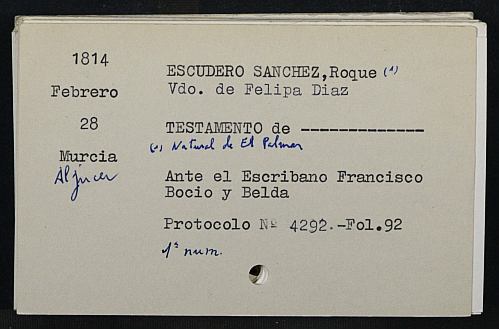 1814
Febrero
28
Murcia
Aljucer
ESCUDERO SANCHEZ,Roque (1)
Vdo. de Felipa Diaz
TESTAMENTO de --------------
(1) Natural de El Palmar
Ante el Escribano Francisco
Bocio y Belda
Protocolo Nº 4292.-Fol.92
1ª num.